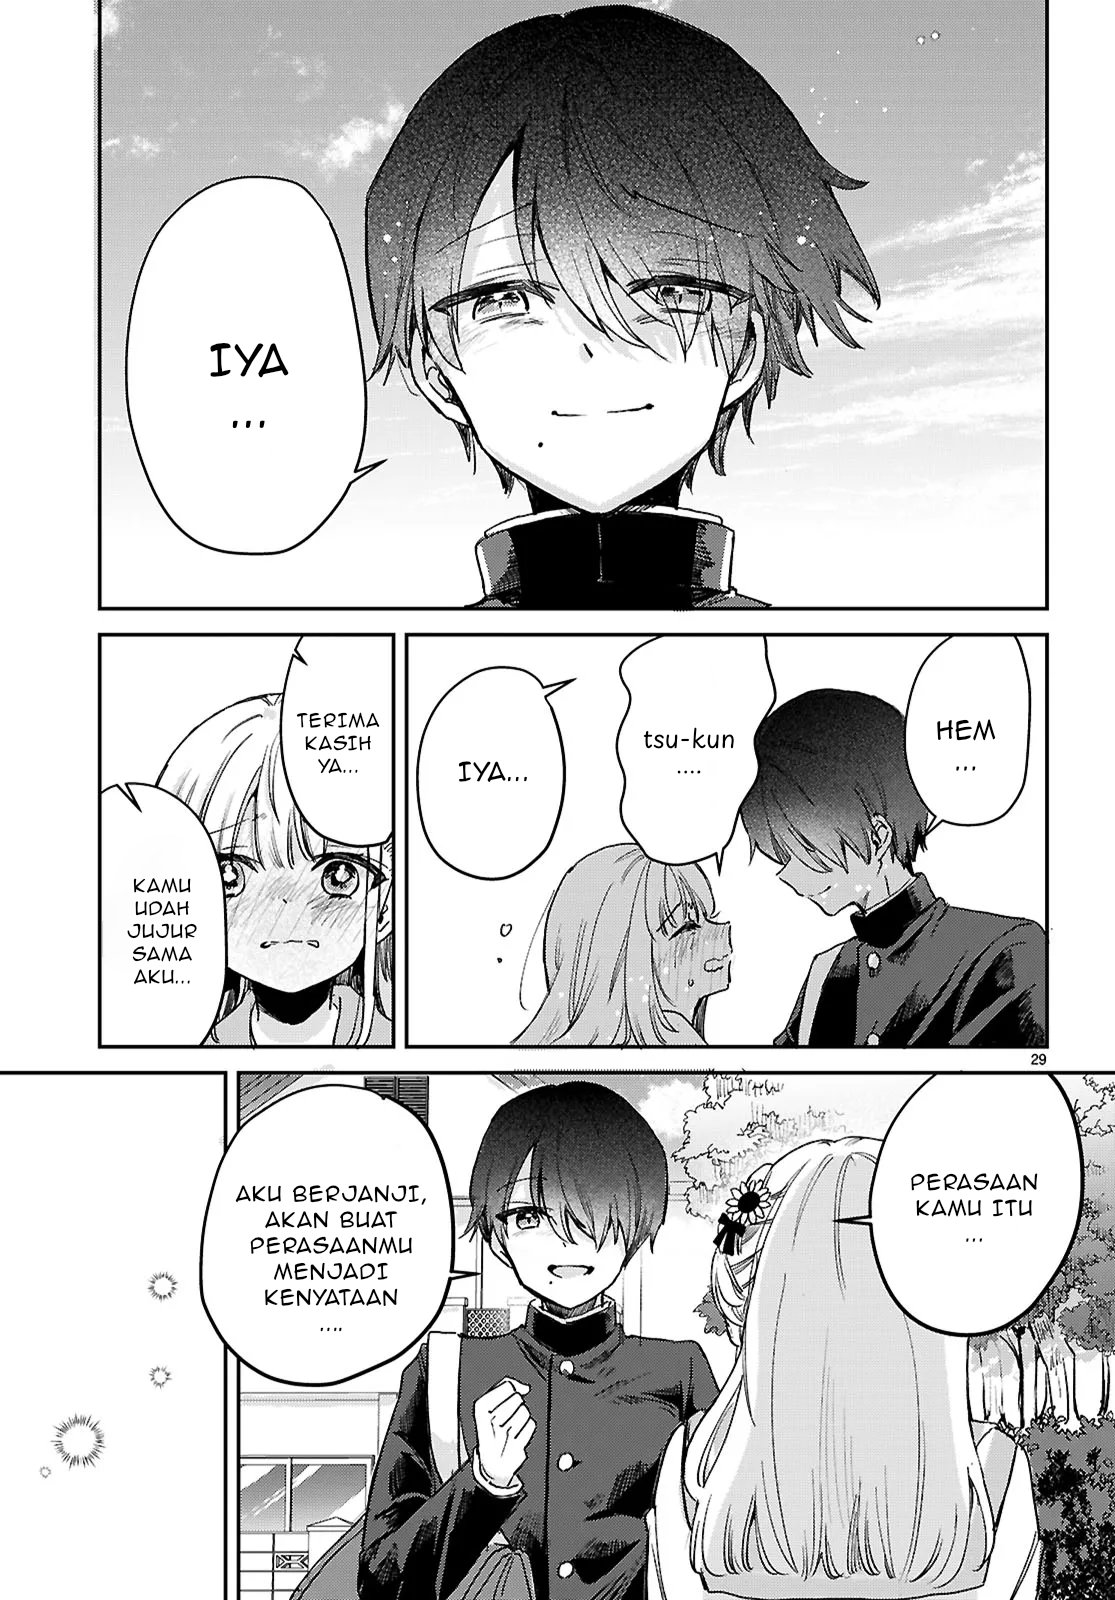 IYA
...
HEM
...
tsu-kun
....
IYA...
TERIMA
KASIH
YA...
KAMU
UDAH
JUJUR
SAMA
AKU...
29
PERASAAN
KAMU ITU
...
AKU BERJANJI,
AKAN BUAT
PERASAANMU
MENJADI
KENYATAAN
....